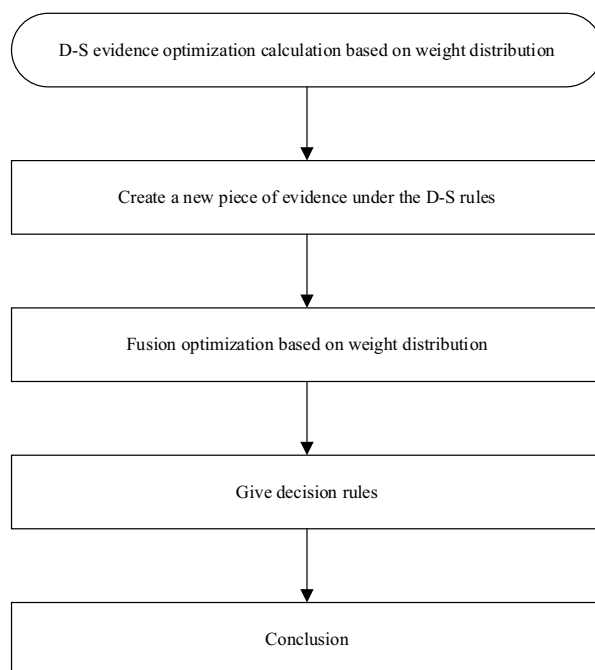 D-S evidence optimization calculation based on weight distribution
Create a new piece of evidence under the D-S rules
Fusion optimization based on weight distribution
Give decision rules
Conclusion